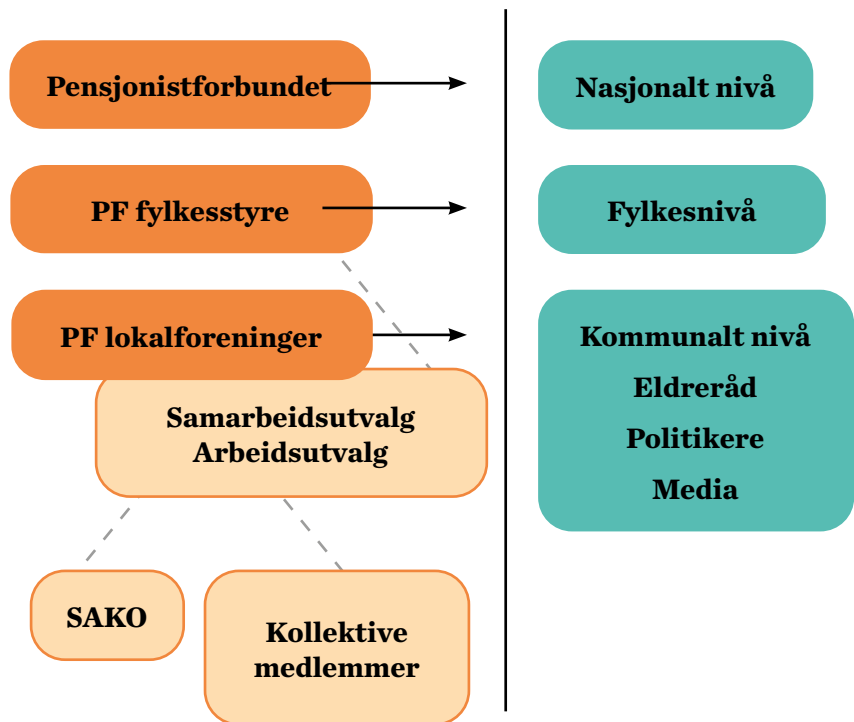 Pensjonistforbundet
Nasjonalt nivå
PF fylkesstyre
Fylkesnivå
PF lokalforeninger
Kommunalt nivå
Eldreråd
Politikere
Media
Samarbeidsutvalg
Arbeidsutvalg
SAKO
Kollektive
medlemmer